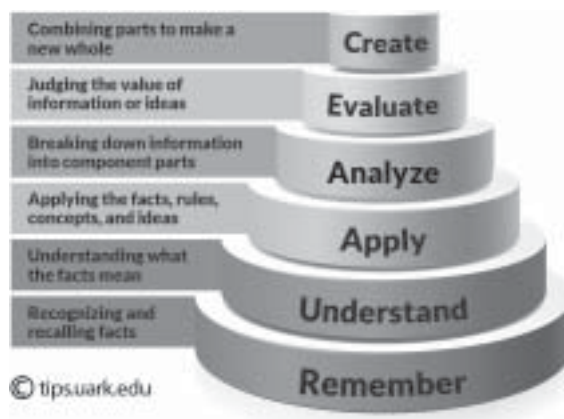 Combining parts to make a
new whole
Create
Judging the value of
information or ideas
Evaluate
Breaking down information
into component parts
Analyze
Applying the facts, rules,
concepts, and ideas
Apply
Understanding what
the facts mean
Understand
Recognizing and
recalling facts
Remember
© tips.uark.edu